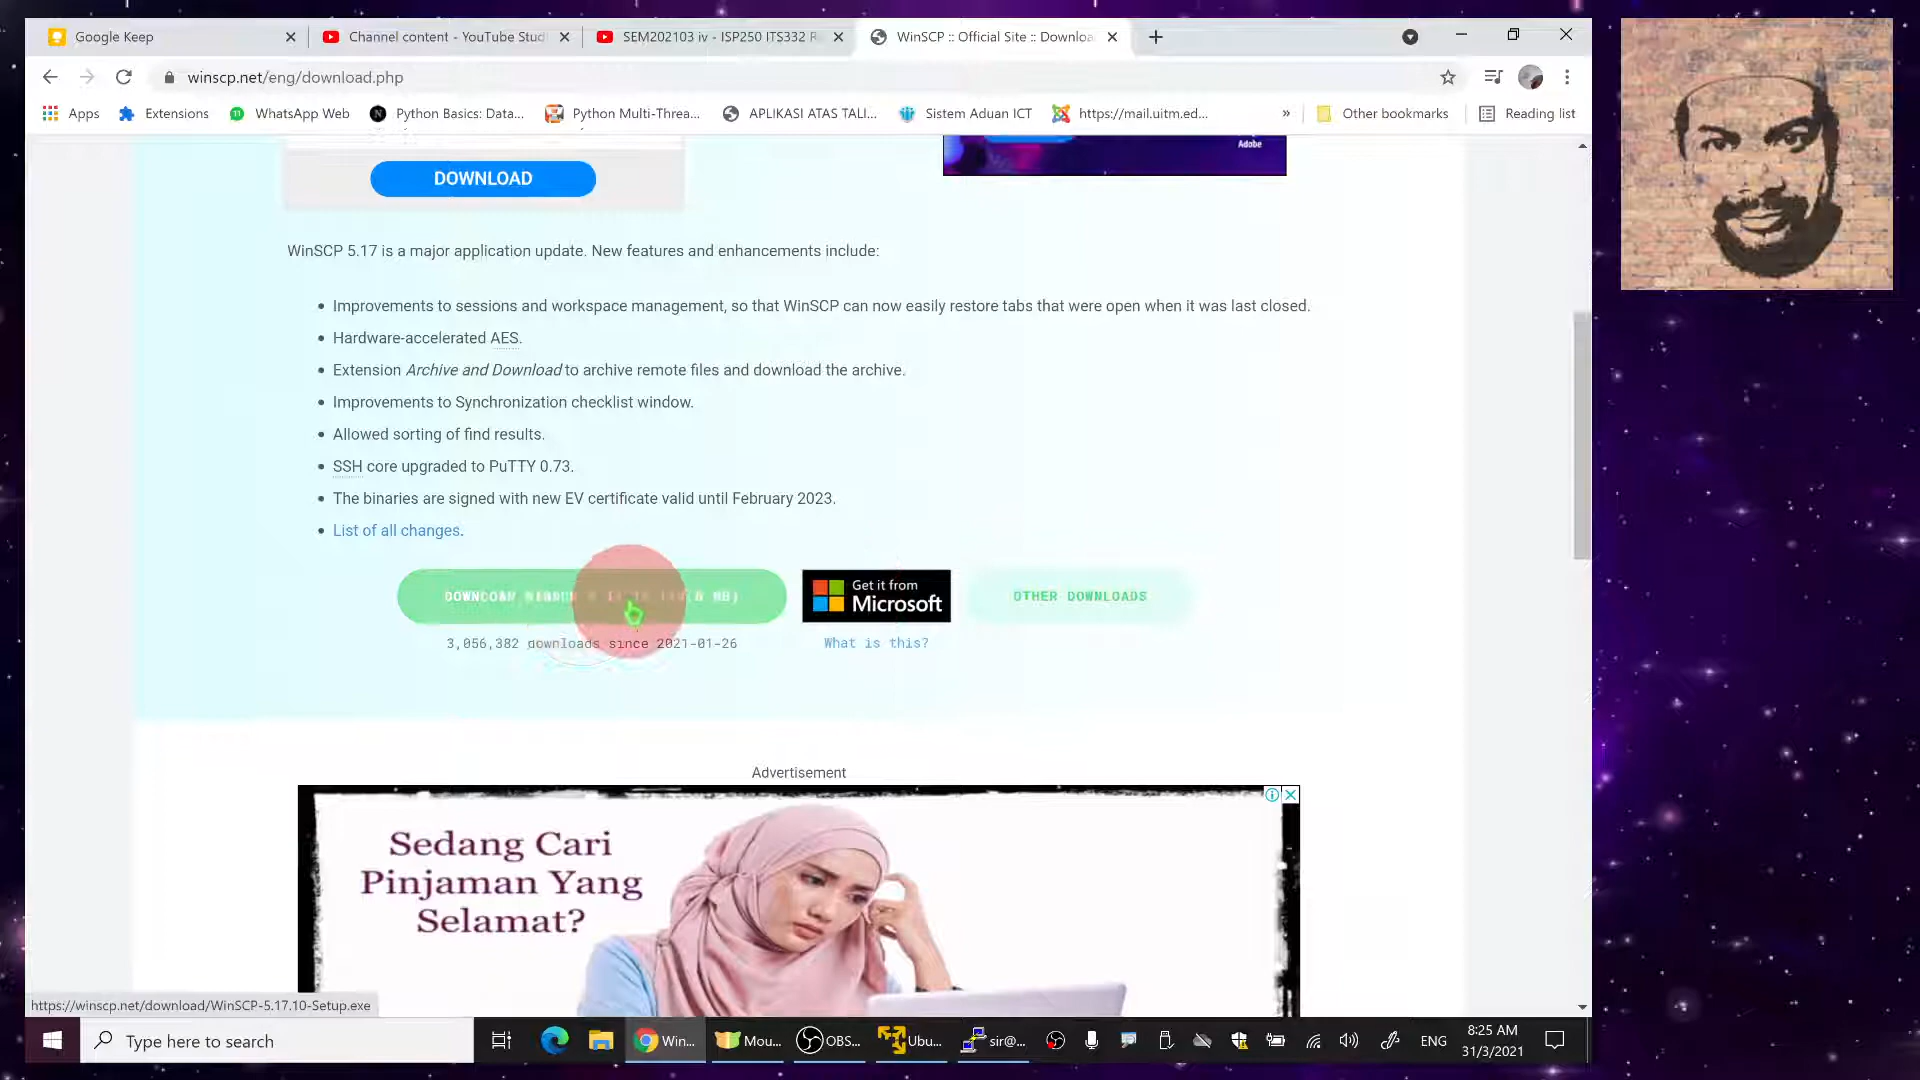 Google Keep
Channel content - YouTube Stud
SEM202103 iv - ISP250 ITS332 R
WinSCP :: Official Site :: Downloa
winscp.net/eng/download.php
Apps
Extensions
WhatsApp Web
Python Basics: Data...
Python Multi-Threa...
APLIKASI ATAS TALI...
Sistem Aduan ICT
https://mail.uitm.ed...
»
Other bookmarks
Reading list
Adobe
DOWNLOAD
WinSCP 5.17 is a major application update. New features and enhancements include:
• Improvements to sessions and workspace management, so that WinSCP can now easily restore tabs that were open when it was last closed.
• Hardware-accelerated AES.
• Extension Archive and Download to archive remote files and download the archive.
• Improvements to Synchronization checklist window.
• Allowed sorting of find results.
• SSH core upgraded to PuTTY 0.73.
• The binaries are signed with new EV certificate valid until February 2023.
• List of all changes.
DOWNLOAD
Get it from
Microsoft
OTHER DOWNLOADS
3,056,382 downloads since 2021-01-26
What is this?
Advertisement
Sedang Cari
Pinjaman Yang
Selamat?
https://winscp.net/download/WinSCP-5.17.10-Setup.exe
Type here to search
Win...
Mou...
OBS...
Ubu...
sir@...
ENG
8:25 AM
31/3/2021